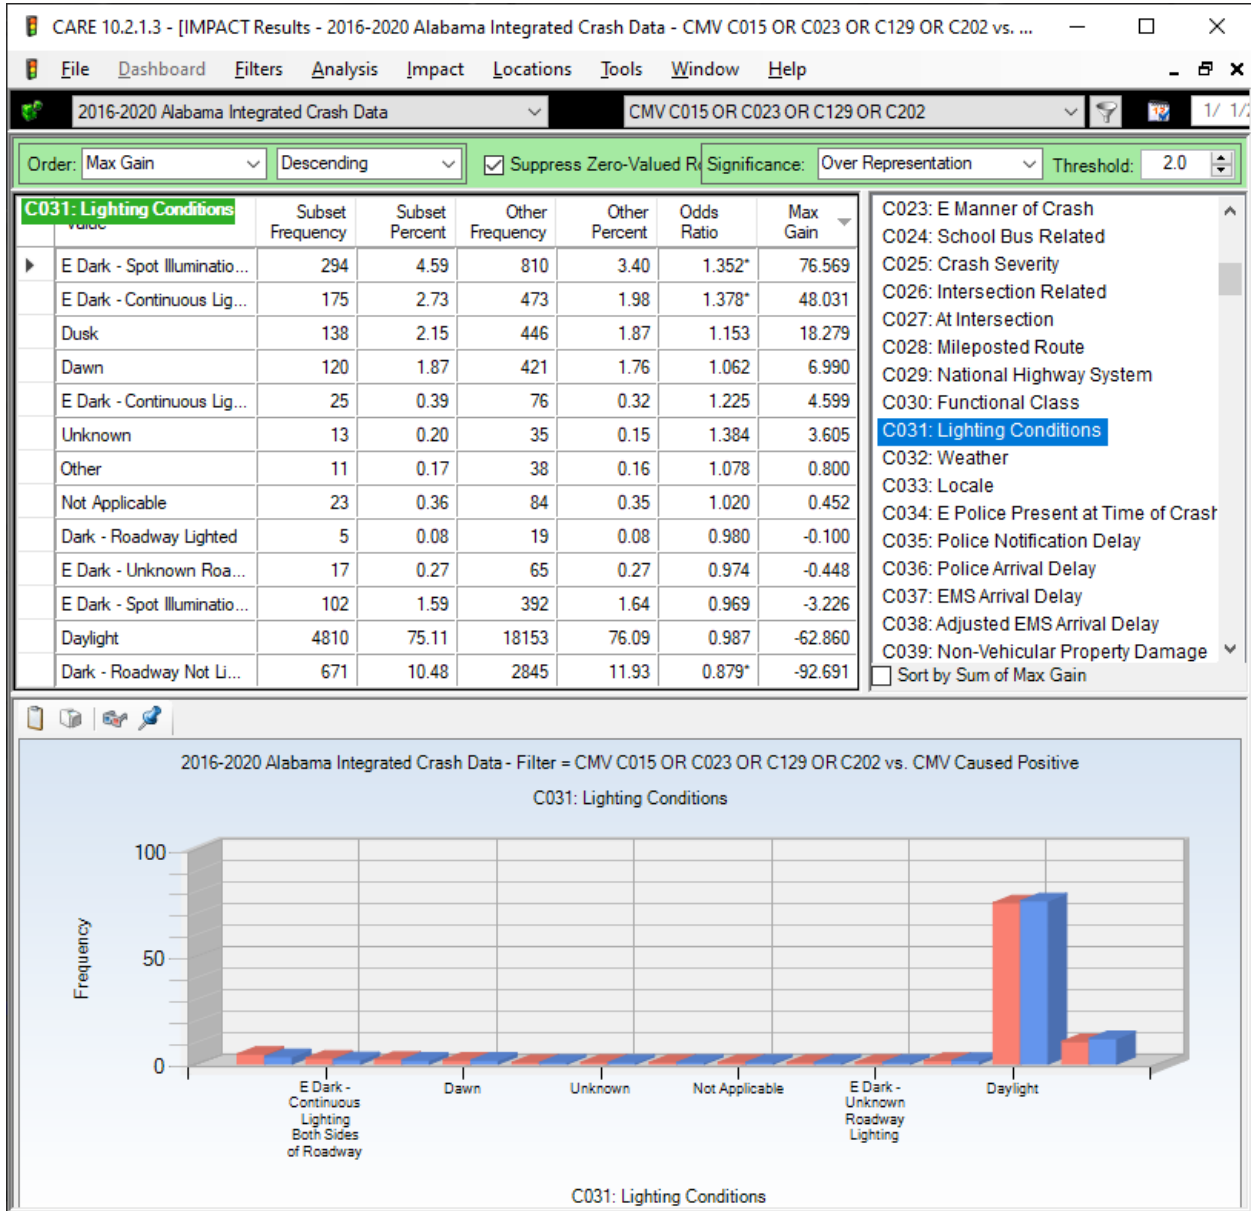 CARE 10.2.1.3 - [IMPACT Results - 2016-2020 Alabama Integrated Crash Data - CMV C015 OR C023 OR C129 OR C202 vs. ...
File Dashboard Filters Analysis Impact Locations Tools Window Help
2016-2020 Alabama Integrated Crash Data CMV C015 OR C023 OR C129 OR C202 1/ 1/2
Order: Max Gain Descending Suppress Zero-Valued R Significance: Over Representation Threshold: 2.0
C031: Lighting Conditions
Value Subset Frequency Subset Percent Other Frequency Other Percent Odds Ratio Max Gain
E Dark - Spot Illuminatio... 294 4.59 810 3.40 1.352* 76.569
E Dark - Continuous Lig... 175 2.73 473 1.98 1.378* 48.031
Dusk 138 2.15 446 1.87 1.153 18.279
Dawn 120 1.87 421 1.76 1.062 6.990
E Dark - Continuous Lig... 25 0.39 76 0.32 1.225 4.599
Unknown 13 0.20 35 0.15 1.384 3.605
Other 11 0.17 38 0.16 1.078 0.800
Not Applicable 23 0.36 84 0.35 1.020 0.452
Dark - Roadway Lighted 5 0.08 19 0.08 0.980 -0.100
E Dark - Unknown Roa... 17 0.27 65 0.27 0.974 -0.448
E Dark - Spot Illuminatio... 102 1.59 392 1.64 0.969 -3.226
Daylight 4810 75.11 18153 76.09 0.987 -62.860
Dark - Roadway Not Li... 671 10.48 2845 11.93 0.879* -92.691
C023: E Manner of Crash
C024: School Bus Related
C025: Crash Severity
C026: Intersection Related
C027: At Intersection
C028: Mileposted Route
C029: National Highway System
C030: Functional Class
C031: Lighting Conditions
C032: Weather
C033: Locale
C034: E Police Present at Time of Crash
C035: Police Notification Delay
C036: Police Arrival Delay
C037: EMS Arrival Delay
C038: Adjusted EMS Arrival Delay
C039: Non-Vehicular Property Damage
Sort by Sum of Max Gain
2016-2020 Alabama Integrated Crash Data - Filter = CMV C015 OR C023 OR C129 OR C202 vs. CMV Caused Positive
C031: Lighting Conditions
Frequency
100
50
0
E Dark -
Continuous
Lighting
Both Sides
of Roadway
Dawn
Unknown
Not Applicable
E Dark -
Unknown
Roadway
Lighting
Daylight
C031: Lighting Conditions